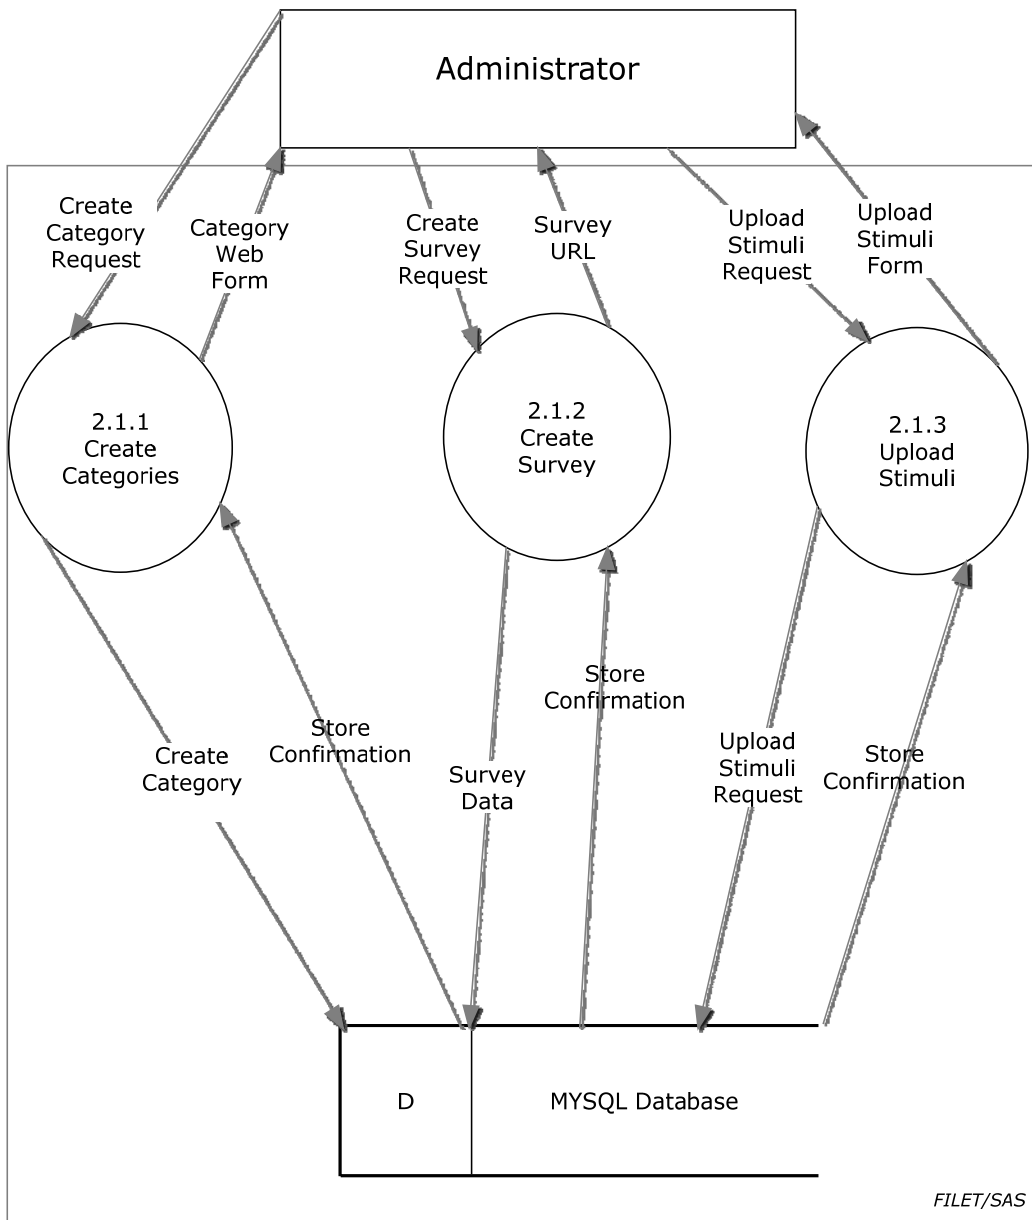 Administrator
Create
Category
Request
Category
Web
Form
Create
Survey
Request
Survey
URL
Upload
Stimuli
Request
Upload
Stimuli
Form
2.1.1
Create
Categories
2.1.2
Create
Survey
2.1.3
Upload
Stimuli
Create
Category
Store
Confirmation
Survey
Data
Store
Confirmation
Upload
Stimuli
Request
Store
Confirmation
D
MYSQL Database
FILET/SAS